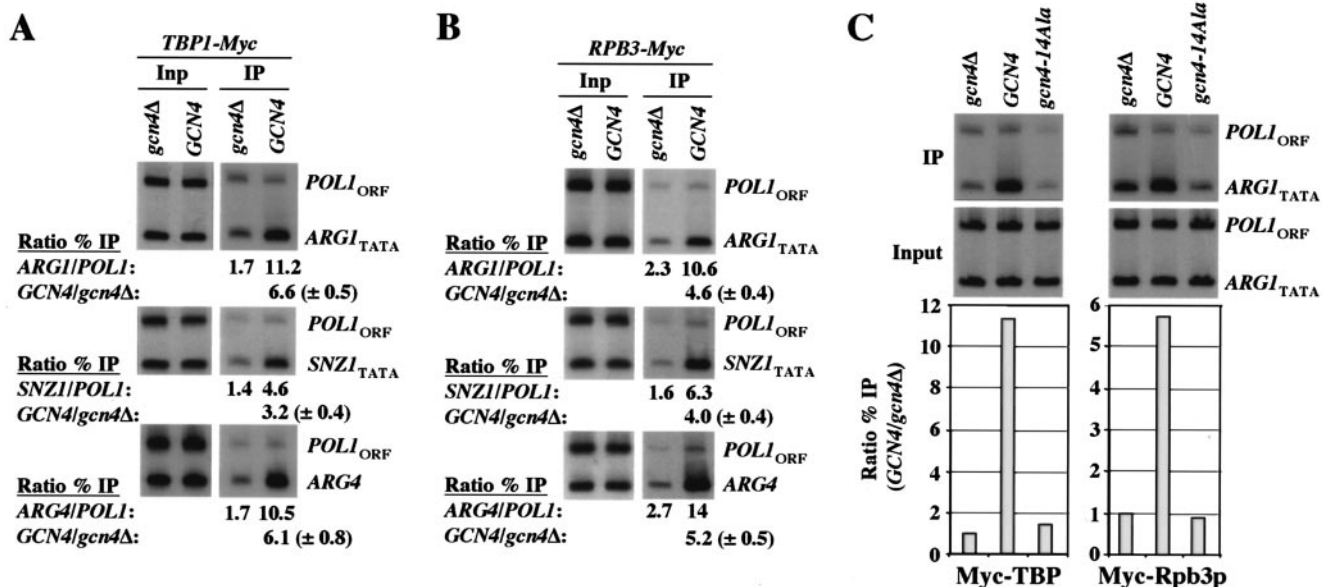 A
TBP1-Myc
Inp IP
gcn4Δ GCN4 gcn4Δ GCN4
POL1ORF
ARG1TATA
Ratio % IP
ARG1/POL1: 1.7 11.2
GCN4/gcn4Δ: 6.6 (± 0.5)
POL1ORF
SNZ1TATA
Ratio % IP
SNZ1/POL1: 1.4 4.6
GCN4/gcn4Δ: 3.2 (± 0.4)
POL1ORF
ARG4
Ratio % IP
ARG4/POL1: 1.7 10.5
GCN4/gcn4Δ: 6.1 (± 0.8)
B
RPB3-Myc
Inp IP
gcn4Δ GCN4 gcn4Δ GCN4
POL1ORF
ARG1TATA
Ratio % IP
ARG1/POL1: 2.3 10.6
GCN4/gcn4Δ: 4.6 (± 0.4)
POL1ORF
SNZ1TATA
Ratio % IP
SNZ1/POL1: 1.6 6.3
GCN4/gcn4Δ: 4.0 (± 0.4)
POL1ORF
ARG4
Ratio % IP
ARG4/POL1: 2.7 14
GCN4/gcn4Δ: 5.2 (± 0.5)
C
gcn4Δ GCN4 gcn4-14Ala gcn4Δ GCN4 gcn4-14Ala
IP
POL1ORF
ARG1TATA
Input
POL1ORF
ARG1TATA
Ratio % IP
(GCN4/gcn4Δ)
12
10
8
6
4
2
0
Myc-TBP
6
5
4
3
2
1
0
Myc-Rpb3p